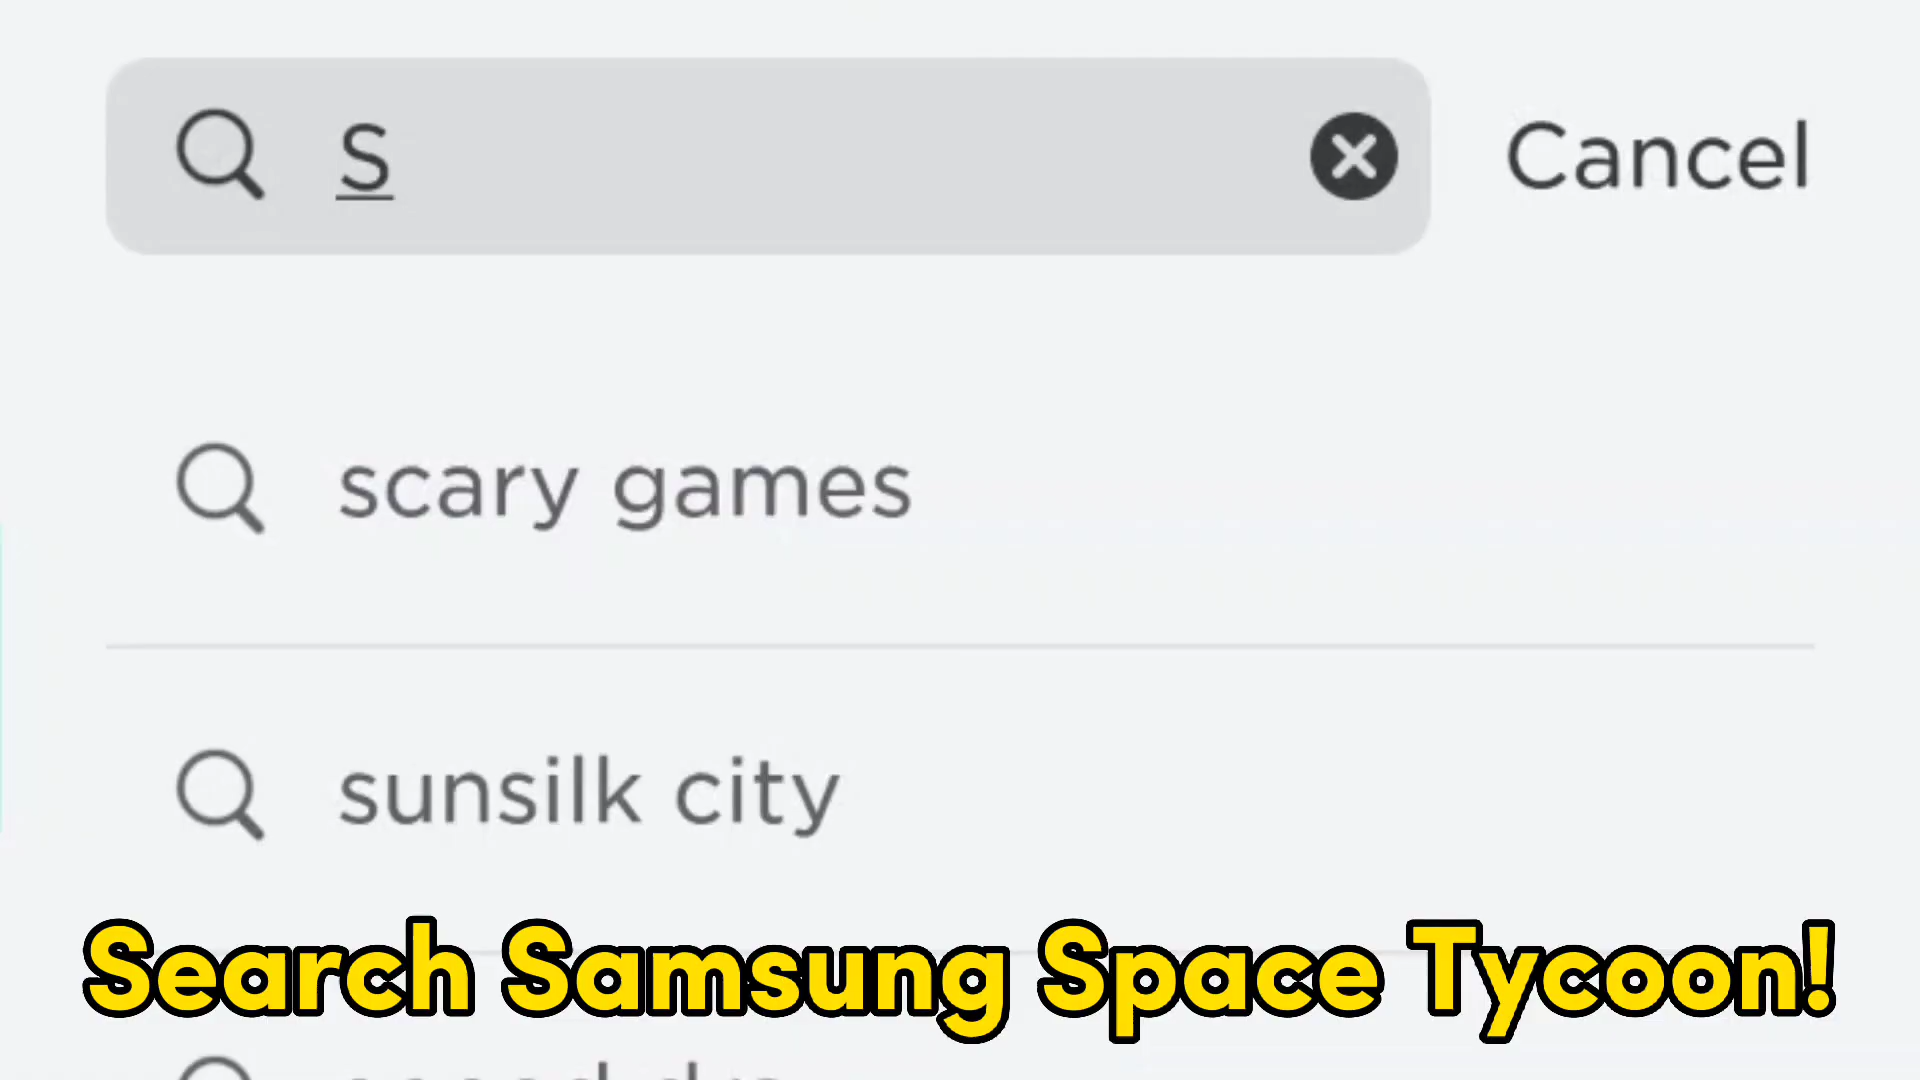 S
Cancel
scary games
sunsilk city
Search Samsung Space Tycoon!